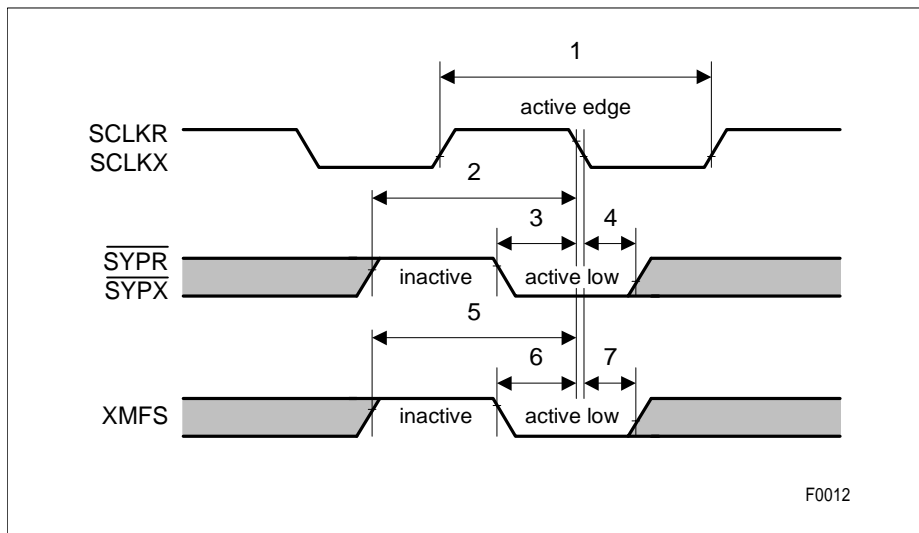 1
active edge
SCLKR
SCLKX
2
3 4
SYPR
SYPX
inactive active low
5
6 7
XMFS
inactive active low
F0012